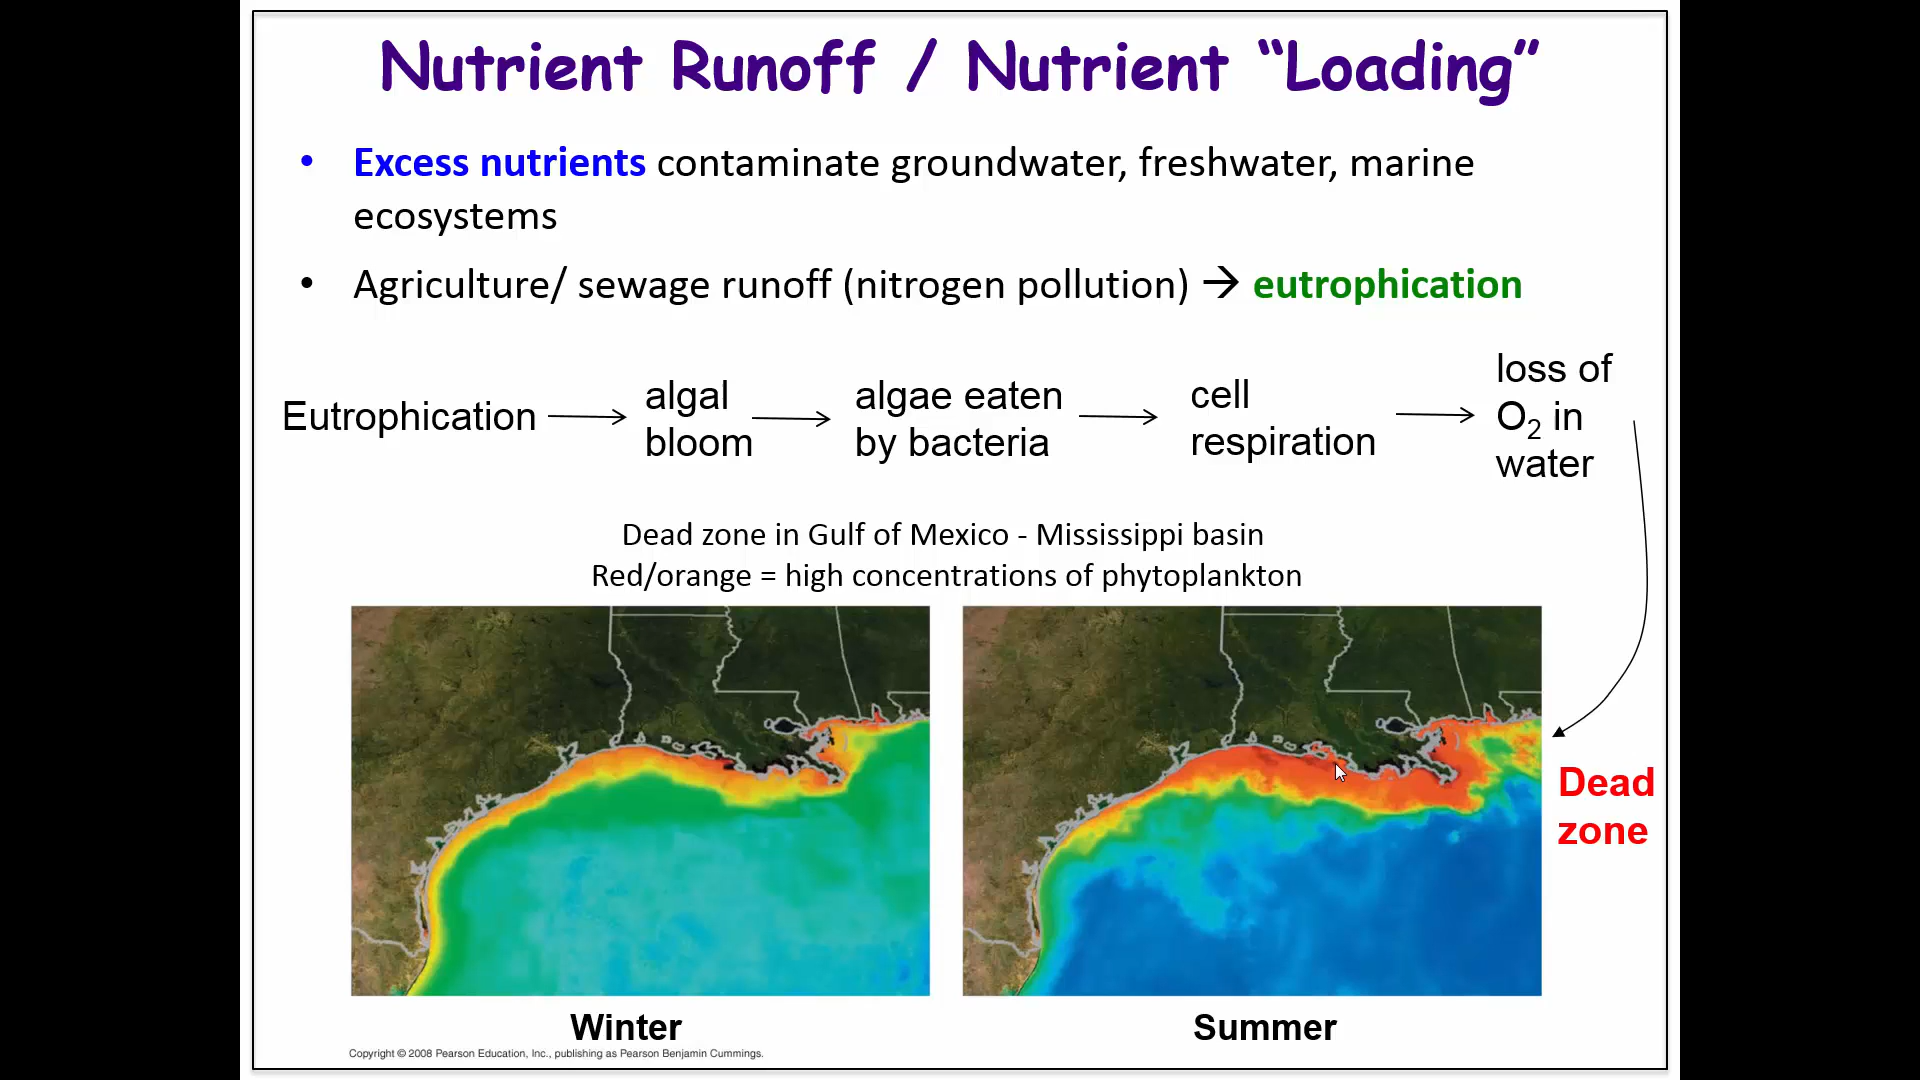 Nutrient Runoff / Nutrient “Loading”
• Excess nutrients contaminate groundwater, freshwater, marine
ecosystems
• Agriculture/ sewage runoff (nitrogen pollution) → eutrophication
Eutrophication
algal
bloom
algae eaten
by bacteria
cell
respiration
loss of
O₂ in
water
Dead zone in Gulf of Mexico - Mississippi basin
Red/orange = high concentrations of phytoplankton
Dead
zone
Winter
Summer
Copyright © 2008 Pearson Education, Inc., publishing as Pearson Benjamin Cummings.